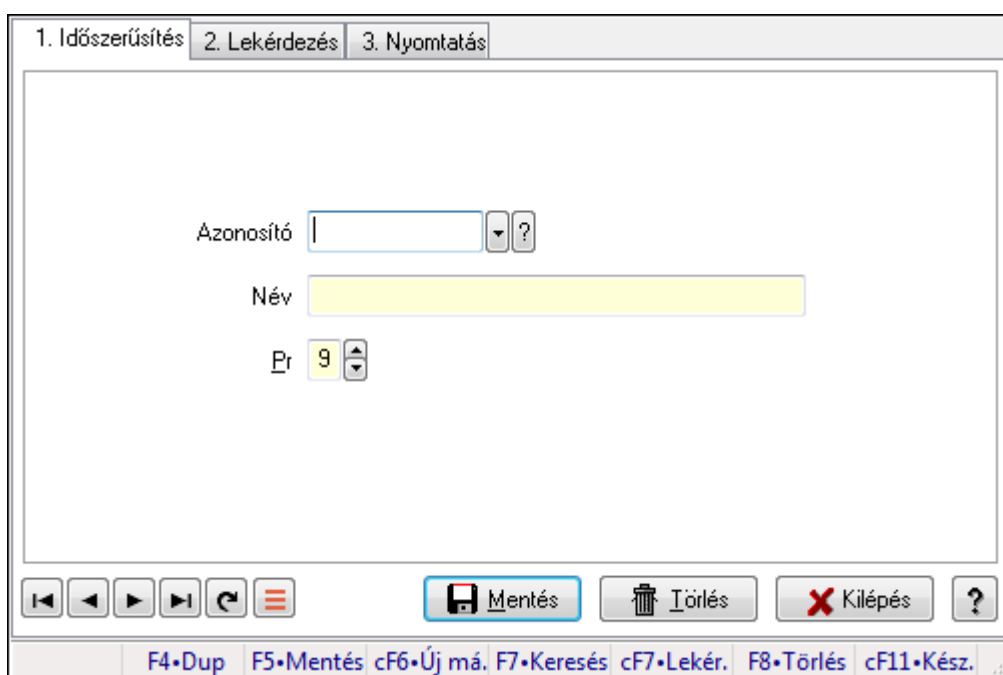 1. Időszerűsítés 2. Lekérdezés 3. Nyomtatás
Azonosító ?
Név
Pr 9
Mentés Törlés Kilépés ?
F4•Dup F5•Mentés cF6•Új má. F7•Keresés cF7•Lekér. F8•Törlés cF11•Kész.